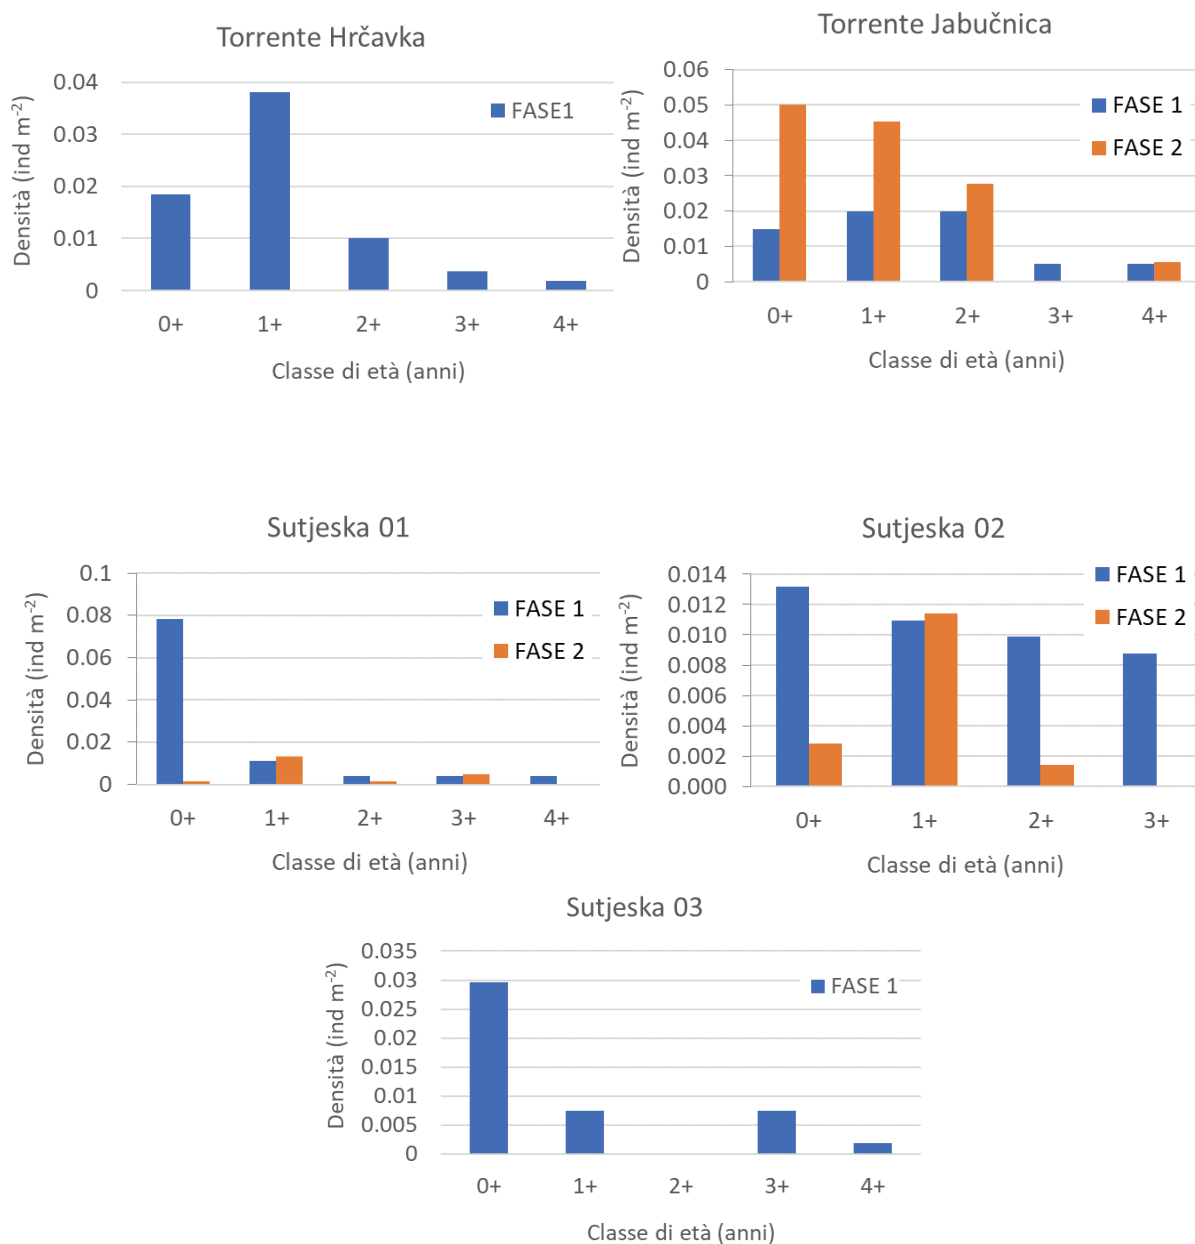 Torrente Hrčavka
Densità (ind m-2)
0.04
0.03
0.02
0.01
0
FASE1
0+ 1+ 2+ 3+ 4+
Classe di età (anni)
Torrente Jabučnica
Densità (ind m-2)
0.06
0.05
0.04
0.03
0.02
0.01
0
FASE 1
FASE 2
0+ 1+ 2+ 3+ 4+
Classe di età (anni)
Sutjeska 01
Densità (ind m-2)
0.1
0.08
0.06
0.04
0.02
0
FASE 1
FASE 2
0+ 1+ 2+ 3+ 4+
Classe di età (anni)
Sutjeska 02
Densità (ind m-2)
0.014
0.012
0.010
0.008
0.006
0.004
0.002
0.000
FASE 1
FASE 2
0+ 1+ 2+ 3+
Classe di età (anni)
Sutjeska 03
Densità (ind m-2)
0.035
0.03
0.025
0.02
0.015
0.01
0.005
0
FASE 1
0+ 1+ 2+ 3+ 4+
Classe di età (anni)